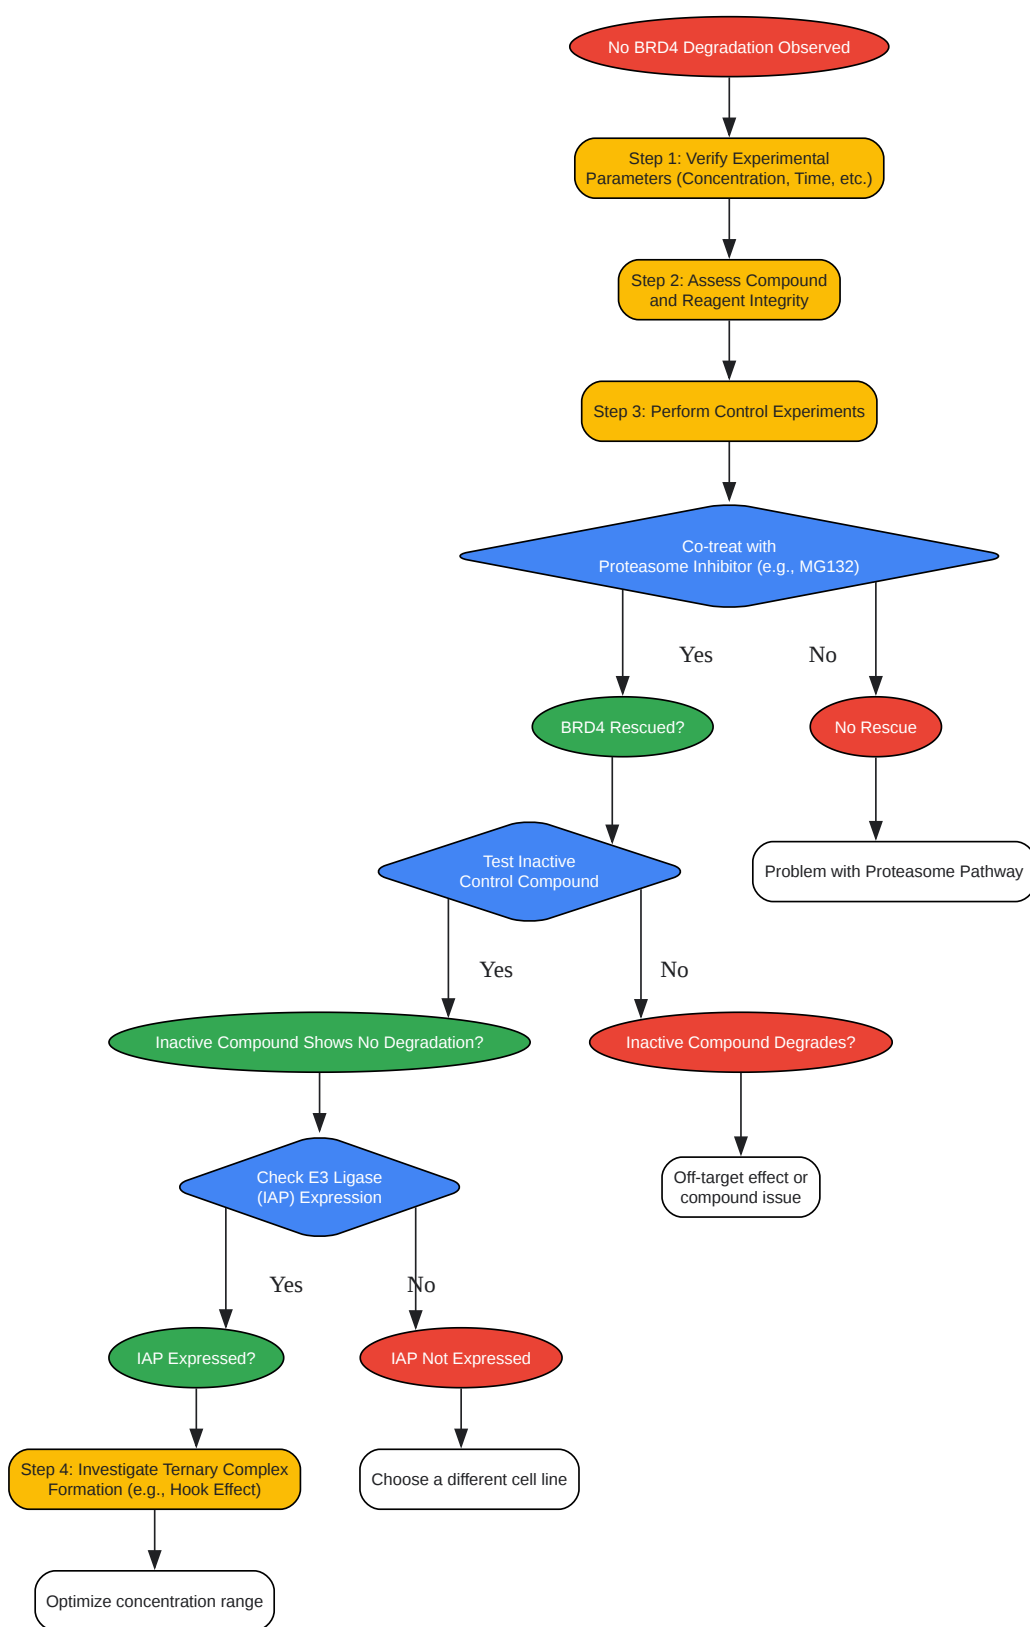 No BRD4 Degradation Observed
Step 1: Verify Experimental
Parameters (Concentration, Time, etc.)
Step 2: Assess Compound
and Reagent Integrity
Step 3: Perform Control Experiments
Co-treat with
Proteasome Inhibitor (e.g., MG132)
Yes
No
BRD4 Rescued?
No Rescue
Test Inactive
Control Compound
Problem with Proteasome Pathway
Yes
No
Inactive Compound Shows No Degradation?
Inactive Compound Degrades?
Check E3 Ligase
(IAP) Expression
Off-target effect or
compound issue
Yes
No
IAP Expressed?
IAP Not Expressed
Step 4: Investigate Ternary Complex
Formation (e.g., Hook Effect)
Choose a different cell line
Optimize concentration range